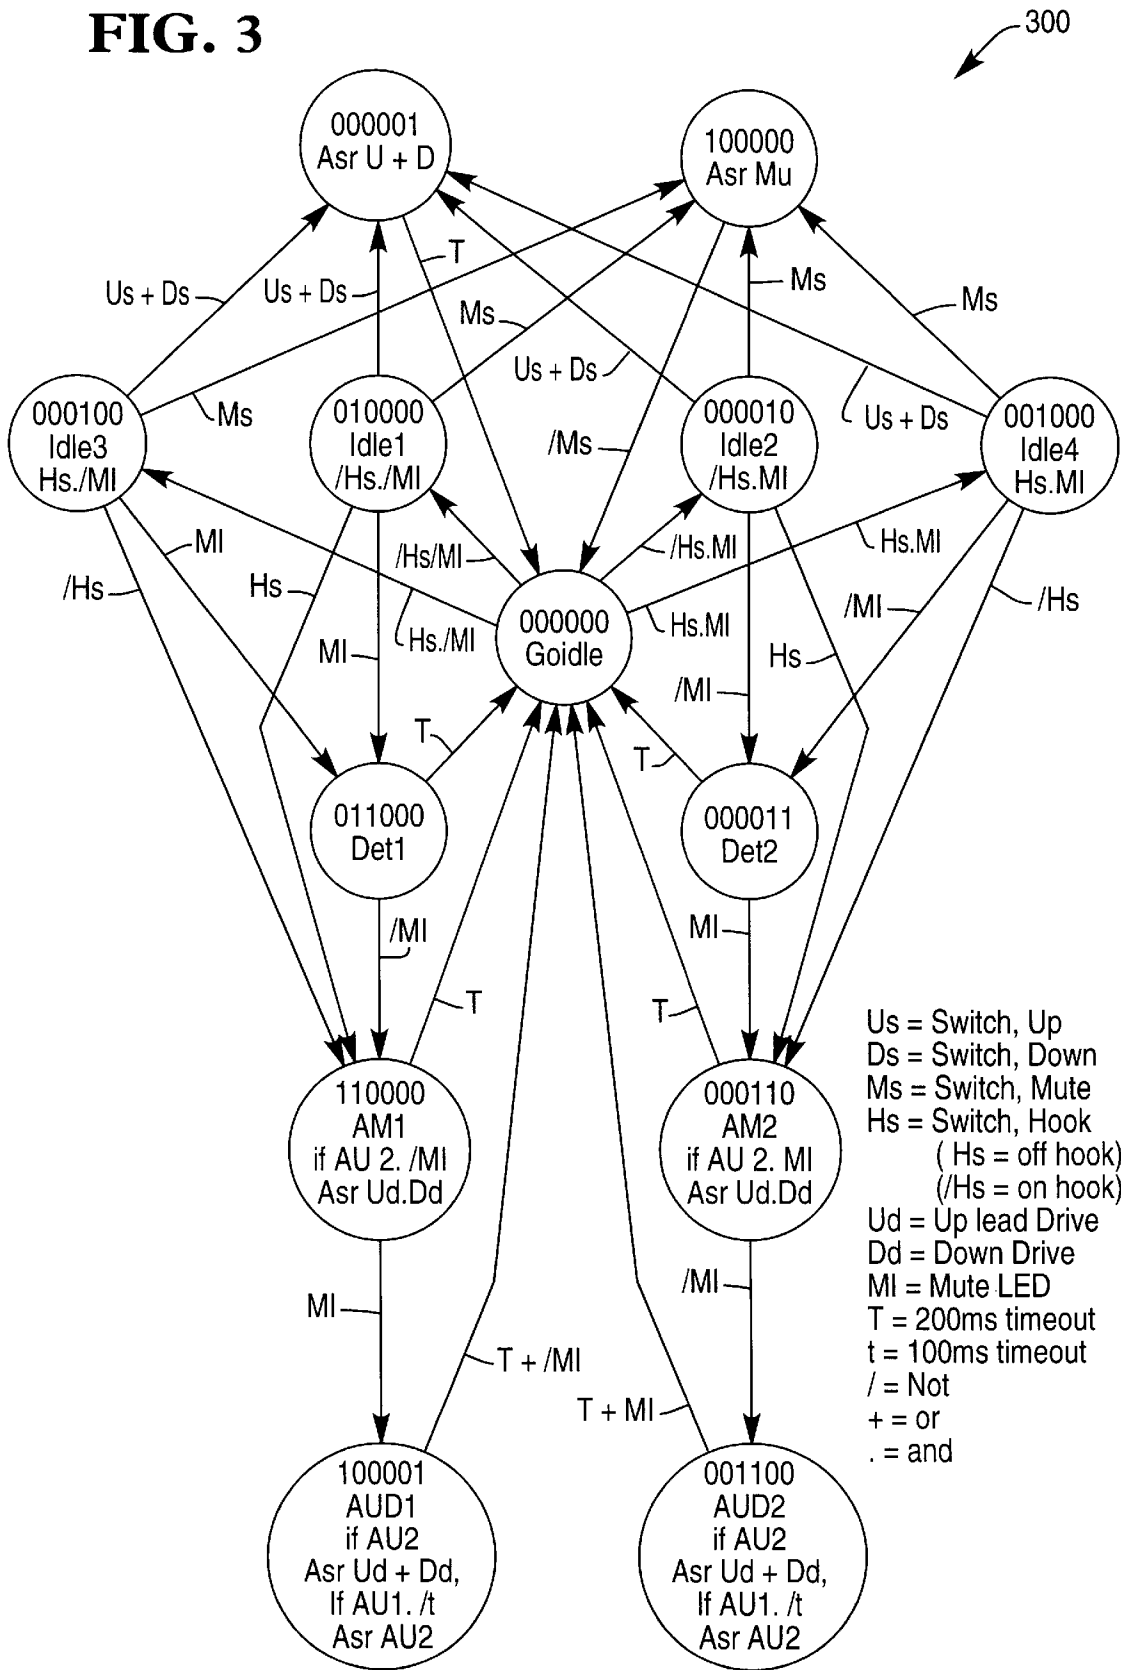 FIG. 3
300
000001
Asr U + D
100000
Asr Mu
T
Us + Ds
Us + Ds
Ms
Ms
Ms
Us + Ds
Ms
Us + Ds
/Ms
000100
Idle3
Hs./Ml
010000
Idle1
/Hs./Ml
000010
Idle2
/Hs.Ml
001000
Idle4
Hs.Ml
Ml
/Hs
Hs
/Hs/Ml
/Hs.Ml
Hs.Ml
/Ml
/Hs
Hs./Ml
000000
Goidle
Hs.Ml
Ml
Hs
/Ml
T
T
011000
Det1
000011
Det2
/Ml
Ml
T
T
110000
AM1
if AU 2. /Ml
Asr Ud.Dd
000110
AM2
if AU 2. Ml
Asr Ud.Dd
Us = Switch, Up
Ds = Switch, Down
Ms = Switch, Mute
Hs = Switch, Hook
( Hs = off hook)
(/Hs = on hook)
Ud = Up lead Drive
Dd = Down Drive
Ml = Mute LED
T = 200ms timeout
t = 100ms timeout
/ = Not
+ = or
. = and
Ml
/Ml
T + /Ml
T + Ml
100001
AUD1
if AU2
Asr Ud + Dd,
If AU1. /t
Asr AU2
001100
AUD2
if AU2
Asr Ud + Dd,
If AU1. /t
Asr AU2